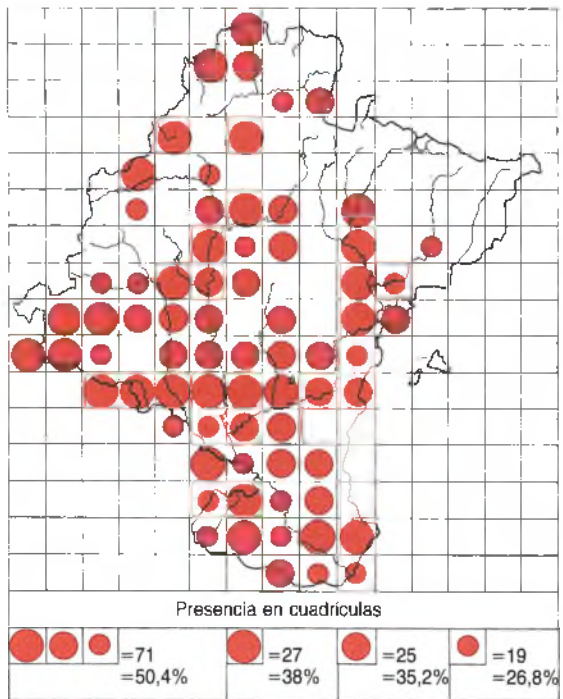 Presencia en cuadrículas
=71 =27 =25 =19
=50,4% =38% =35,2% =26,8%